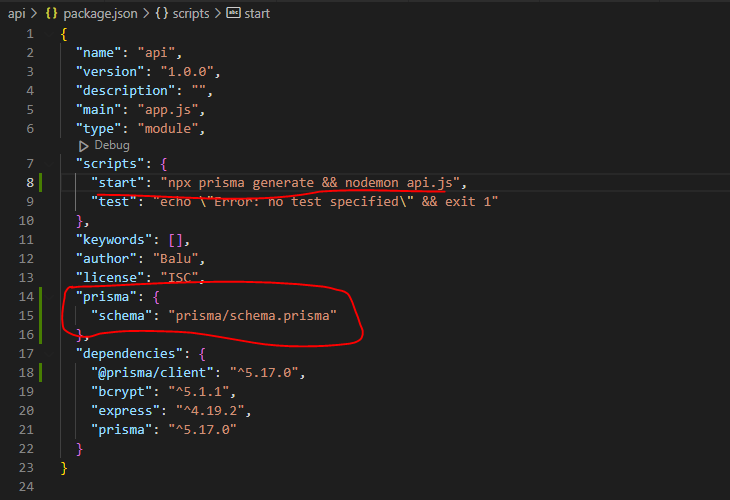 api > {} package.json > {} scripts > abc start
1 {
2 "name": "api",
3 "version": "1.0.0",
4 "description": "",
5 "main": "app.js",
6 "type": "module",
Debug
7 "scripts": {
8 "start": "npx prisma generate && nodemon api.js",
9 "test": "echo \"Error: no test specified\" && exit 1"
10 },
11 "keywords": [],
12 "author": "Balu",
13 "license": "ISC",
14 "prisma": {
15 "schema": "prisma/schema.prisma"
16 },
17 "dependencies": {
18 "@prisma/client": "^5.17.0",
19 "bcrypt": "^5.1.1",
20 "express": "^4.19.2",
21 "prisma": "^5.17.0"
22 }
23 }
24